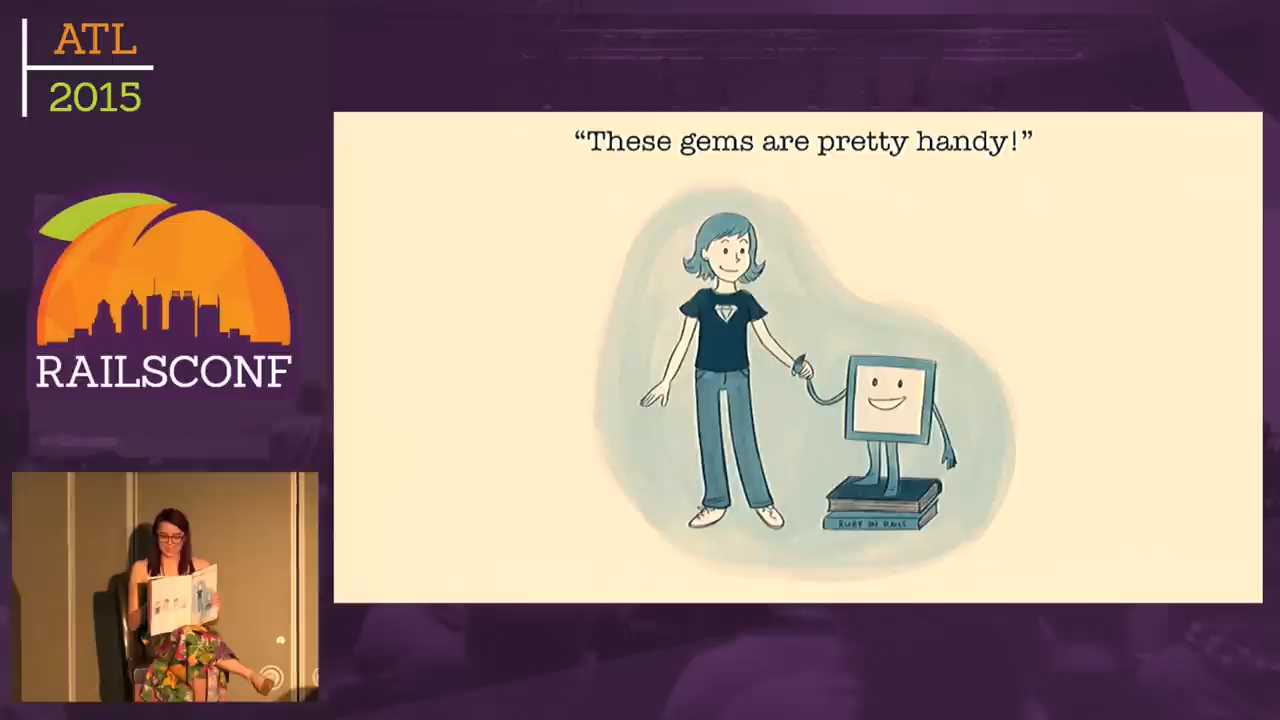 ATL
2015
RAILSCONF
“These gems are pretty handy!”
RUBY ON RAILS